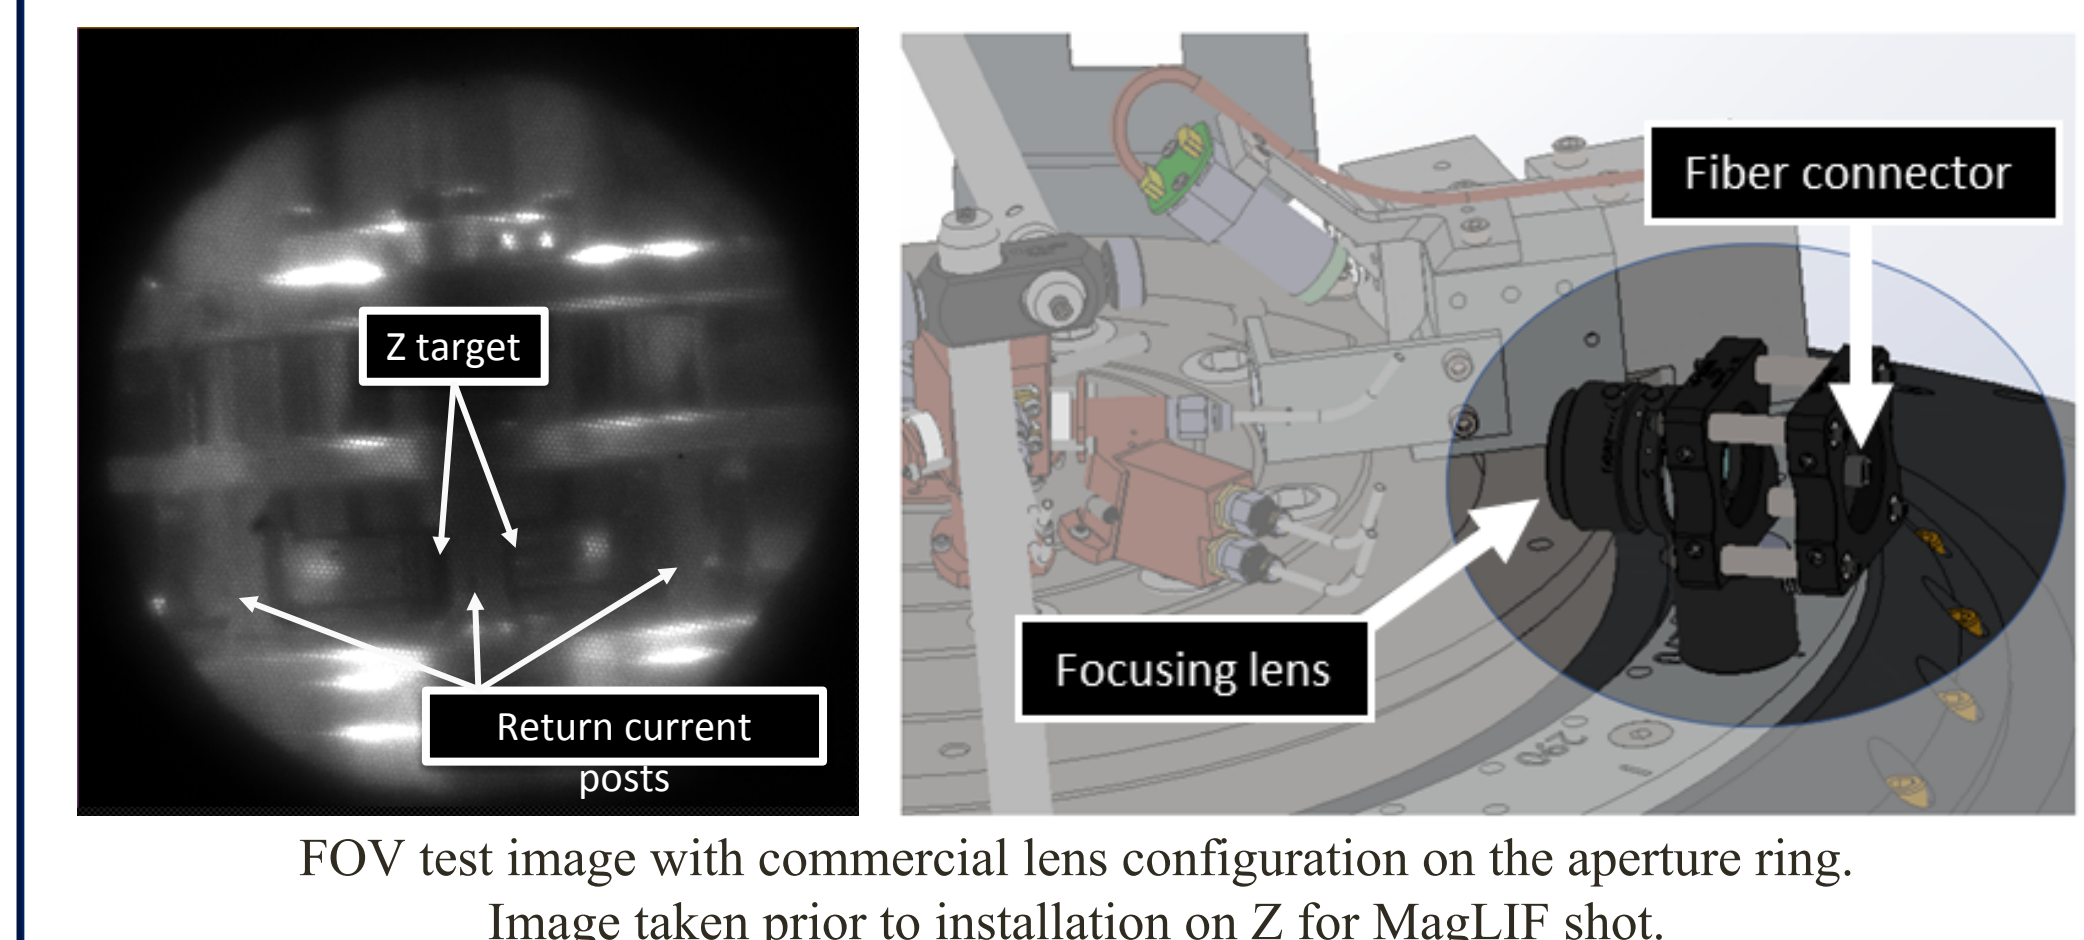 Z target
Return current
posts
Fiber connector
Focusing lens
290
FOV test image with commercial lens configuration on the aperture ring.
Image taken prior to installation on Z for MagLIF shot.